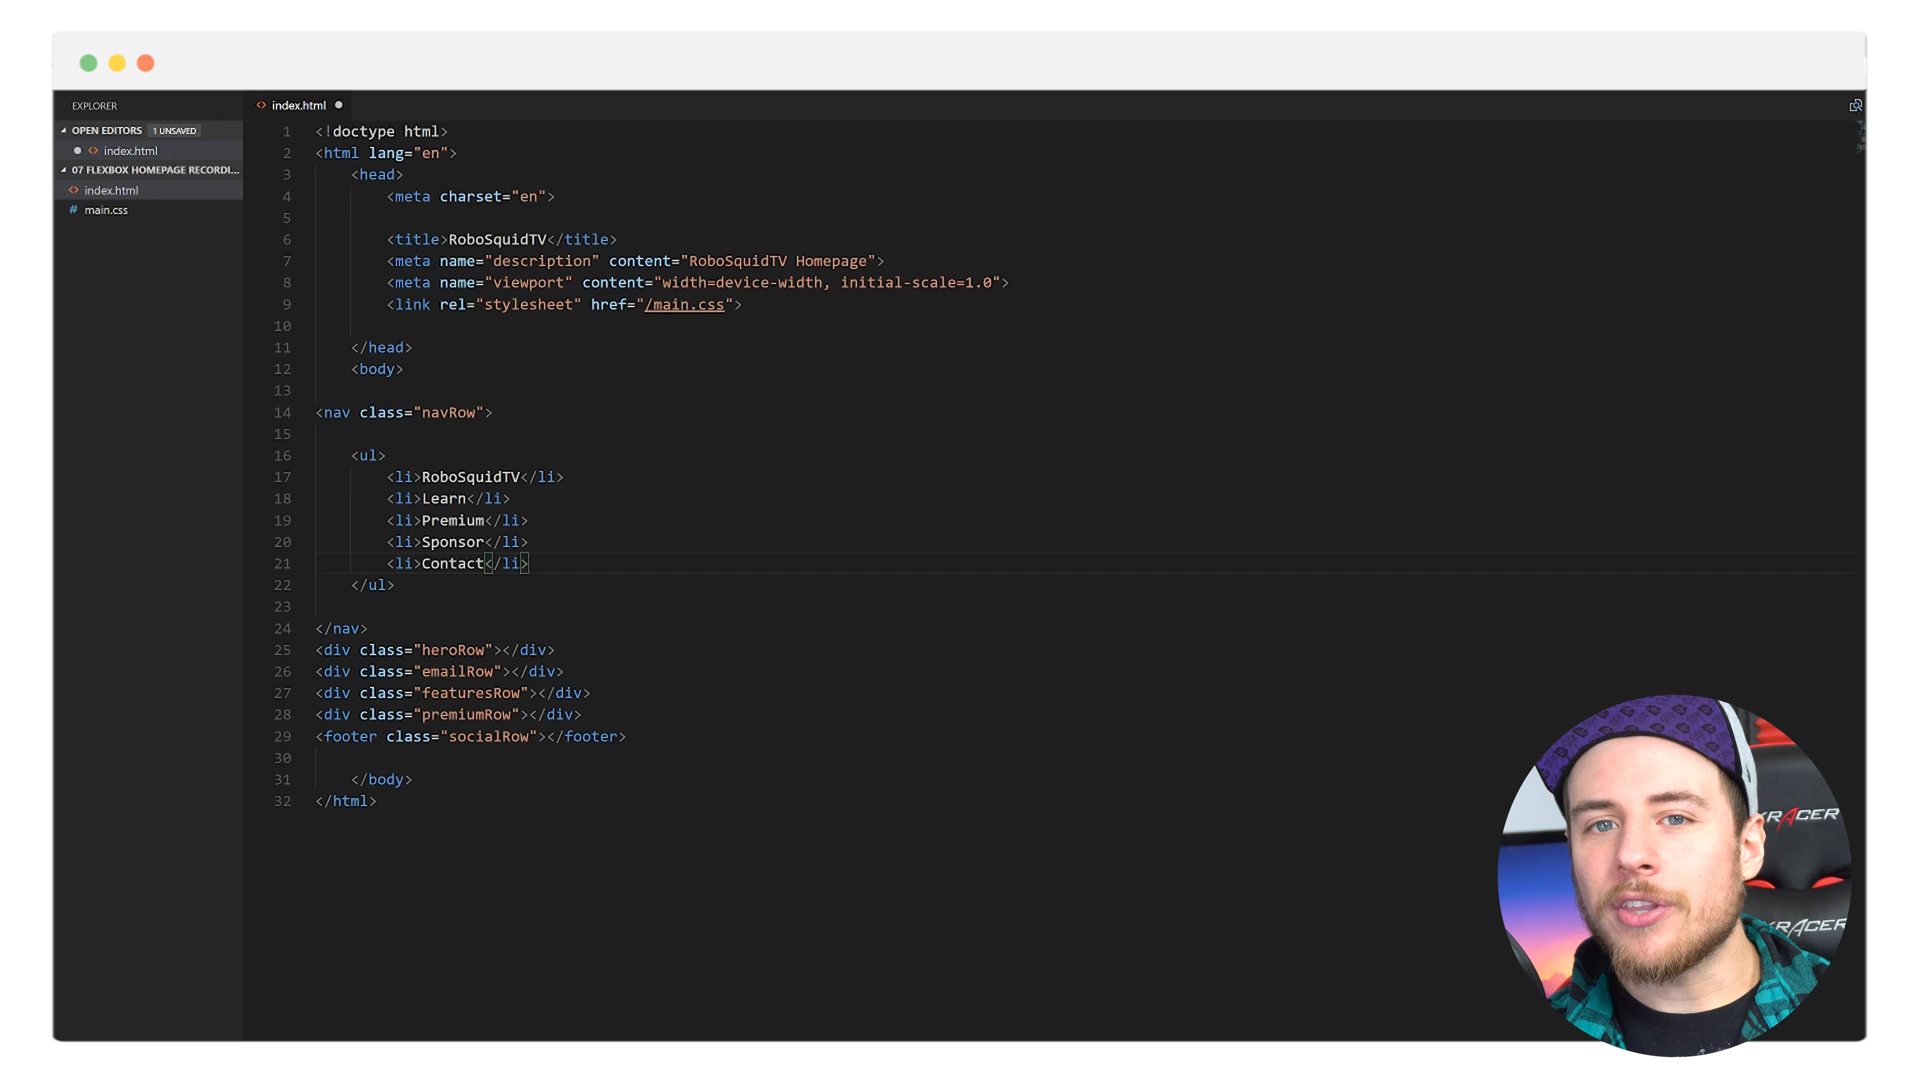 EXPLORER
OPEN EDITORS 1 UNSAVED
index.html
07 FLEXBOX HOMEPAGE RECORDI...
index.html
# main.css
<> index.html
1 <!doctype html>
2 <html lang="en">
3 <head>
4 <meta charset="en">
5
6 <title>RoboSquidTV</title>
7 <meta name="description" content="RoboSquidTV Homepage">
8 <meta name="viewport" content="width=device-width, initial-scale=1.0">
9 <link rel="stylesheet" href="/main.css">
10
11 </head>
12 <body>
13
14 <nav class="navRow">
15
16 <ul>
17 <li>RoboSquidTV</li>
18 <li>Learn</li>
19 <li>Premium</li>
20 <li>Sponsor</li>
21 <li>Contact</li>
22 </ul>
23
24 </nav>
25 <div class="heroRow"></div>
26 <div class="emailRow"></div>
27 <div class="featuresRow"></div>
28 <div class="premiumRow"></div>
29 <footer class="socialRow"></footer>
30
31 </body>
32 </html>
RACER
RACER